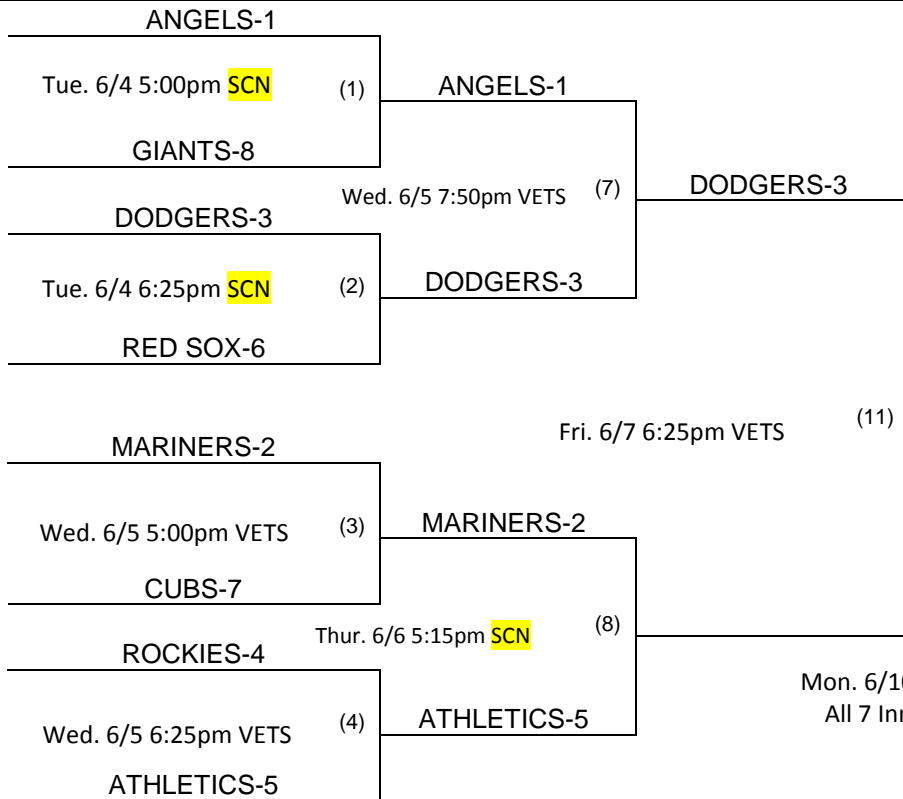 ANGELS-1
Tue. 6/4 5:00pm SCN (1) ANGELS-1
GIANTS-8
Wed. 6/5 7:50pm VETS (7) DODGERS-3
DODGERS-3
Tue. 6/4 6:25pm SCN (2) DODGERS-3
RED SOX-6
Fri. 6/7 6:25pm VETS (11)
MARINERS-2
Wed. 6/5 5:00pm VETS (3) MARINERS-2
CUBS-7
Thur. 6/6 5:15pm SCN (8)
ROCKIES-4
Mon. 6/
All 7
Wed. 6/5 6:25pm VETS (4) ATHLETICS-5
ATHLETICS-5